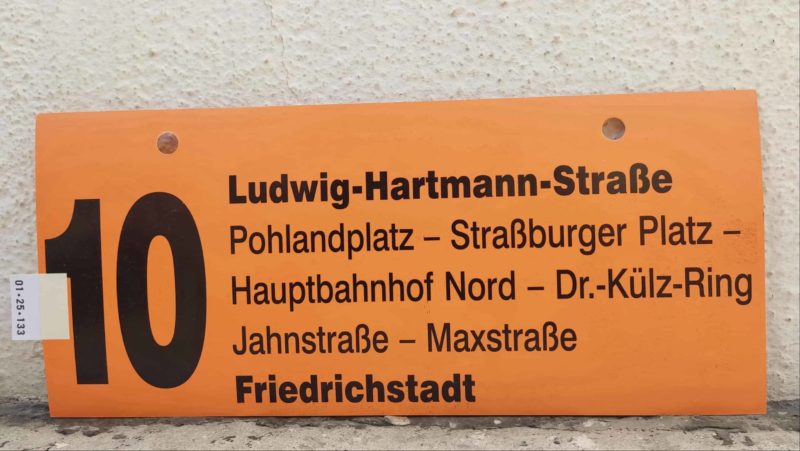 10
Ludwig-Hartmann-Straße
Pohlandplatz – Straßburger Platz –
Hauptbahnhof Nord – Dr.-Külz-Ring
Jahnstraße – Maxstraße
Friedrichstadt
01-25-133